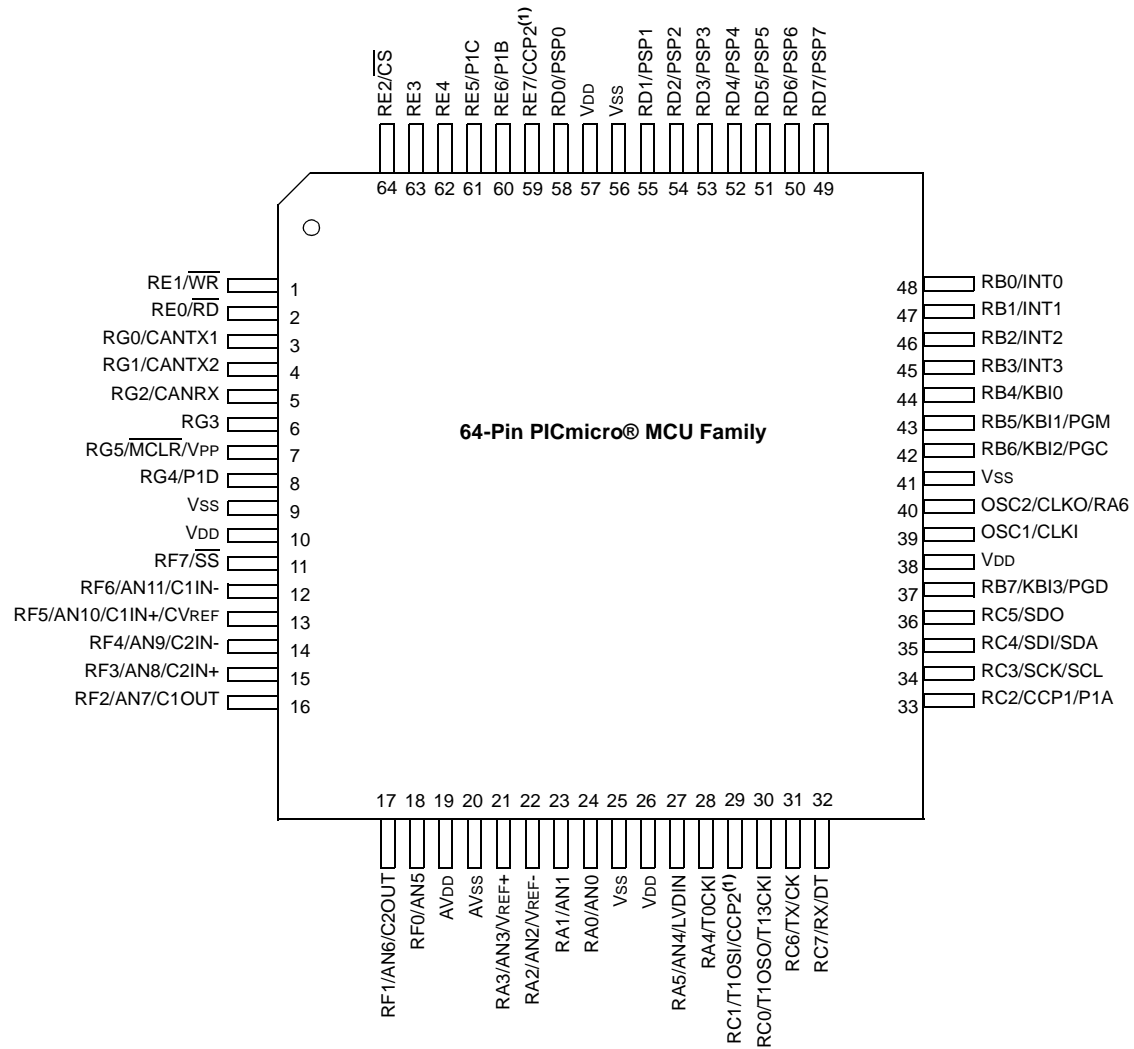 RE2/CS
RE3
RE4
RE5/P1C
RE6/P1B
RE7/CCP2(1)
RD0/PSP0
VDD
VSS
RD1/PSP1
RD2/PSP2
RD3/PSP3
RD4/PSP4
RD5/PSP5
RD6/PSP6
RD7/PSP7
64 63 62 61 60 59 58 57 56 55 54 53 52 51 50 49
RE1/WR 1
RE0/RD 2
RG0/CANTX1 3
RG1/CANTX2 4
RG2/CANRX 5
RG3 6
RG5/MCLR/VPP 7
RG4/P1D 8
VSS 9
VDD 10
RF7/SS 11
RF6/AN11/C1IN- 12
RF5/AN10/C1IN+/CVREF 13
RF4/AN9/C2IN- 14
RF3/AN8/C2IN+ 15
RF2/AN7/C1OUT 16
64-Pin PICmicro® MCU Family
48 RB0/INT0
47 RB1/INT1
46 RB2/INT2
45 RB3/INT3
44 RB4/KBI0
43 RB5/KBI1/PGM
42 RB6/KBI2/PGC
41 VSS
40 OSC2/CLKO/RA6
39 OSC1/CLKI
38 VDD
37 RB7/KBI3/PGD
36 RC5/SDO
35 RC4/SDI/SDA
34 RC3/SCK/SCL
33 RC2/CCP1/P1A
17 18 19 20 21 22 23 24 25 26 27 28 29 30 31 32
RF1/AN6/C2OUT
RF0/AN5
AVDD
AVSS
RA3/AN3/VREF+
RA2/AN2/VREF-
RA1/AN1
RA0/AN0
VSS
VDD
RA5/AN4/LVDIN
RA4/T0CKI
RC1/T1OSI/CCP2(1)
RC0/T1OSO/T13CKI
RC6/TX/CK
RC7/RX/DT